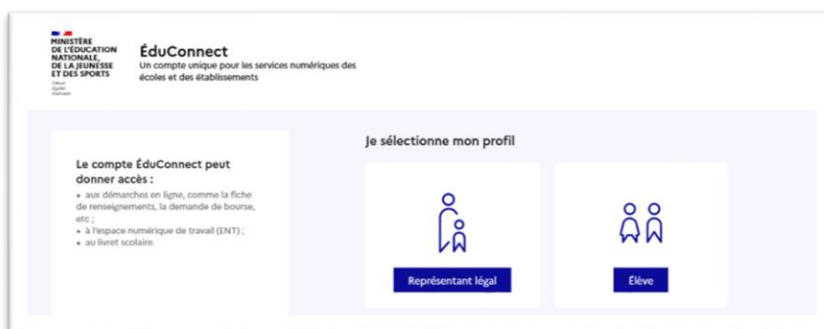 MINISTÈRE
DE L'ÉDUCATION
NATIONALE,
DE LA JEUNESSE
ET DES SPORTS
ÉduConnect
Un compte unique pour les services numériques des
écoles et des établissements
Le compte ÉduConnect peut
donner accès :
• aux démarches en ligne, comme la fiche
de renseignements, la demande de bourse,
etc ;
• à l'espace numérique de travail (ENT) ;
• au livret scolaire.
Je sélectionne mon profil
Représentant légal
Élève